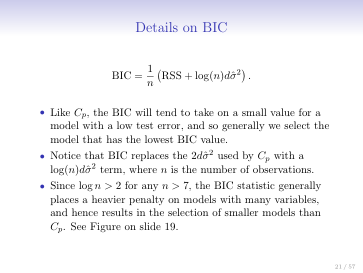 Details on BIC
BIC = 1/n (RSS + log(n)dσ̂²) .
• Like Cₚ, the BIC will tend to take on a small value for a
model with a low test error, and so generally we select the
model that has the lowest BIC value.
• Notice that BIC replaces the 2dσ̂² used by Cₚ with a
log(n)dσ̂² term, where n is the number of observations.
• Since log n > 2 for any n > 7, the BIC statistic generally
places a heavier penalty on models with many variables,
and hence results in the selection of smaller models than
Cₚ. See Figure on slide 19.
21 / 57